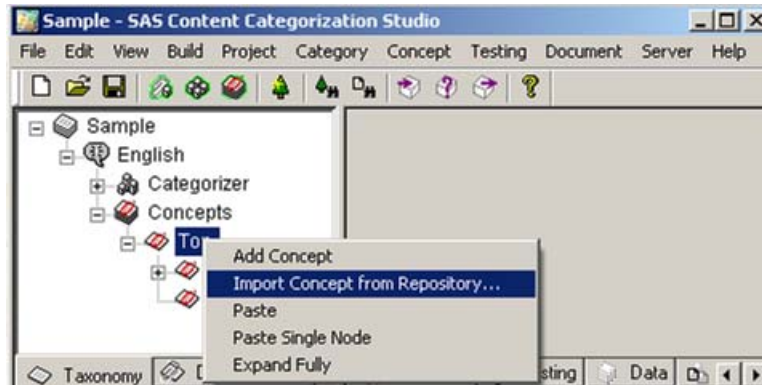 Sample - SAS Content Categorization Studio
File Edit View Build Project Category Concept Testing Document Server Help
Sample
English
Categorizer
Concepts
Add Concept
Import Concept from Repository...
Paste
Paste Single Node
Expand Fully
Taxonomy
Data